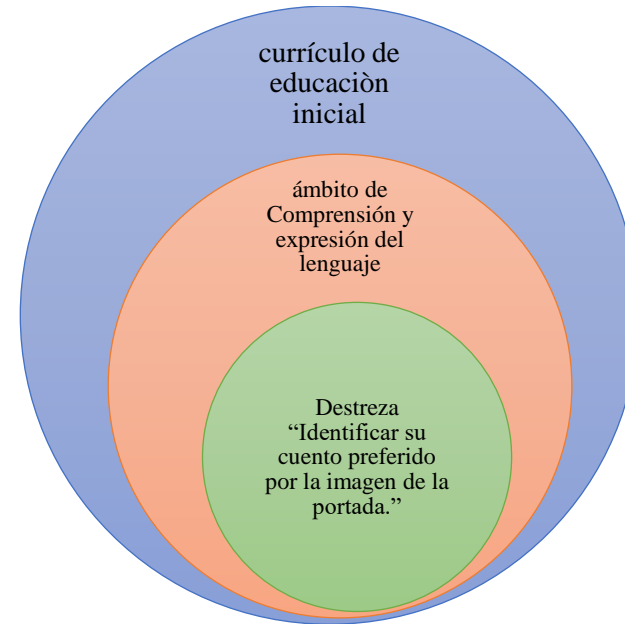 currículo de
educaciòn
inicial
ámbito de
Comprensión y
expresión del
lenguaje
Destreza
“Identificar su
cuento preferido
por la imagen de la
portada.”